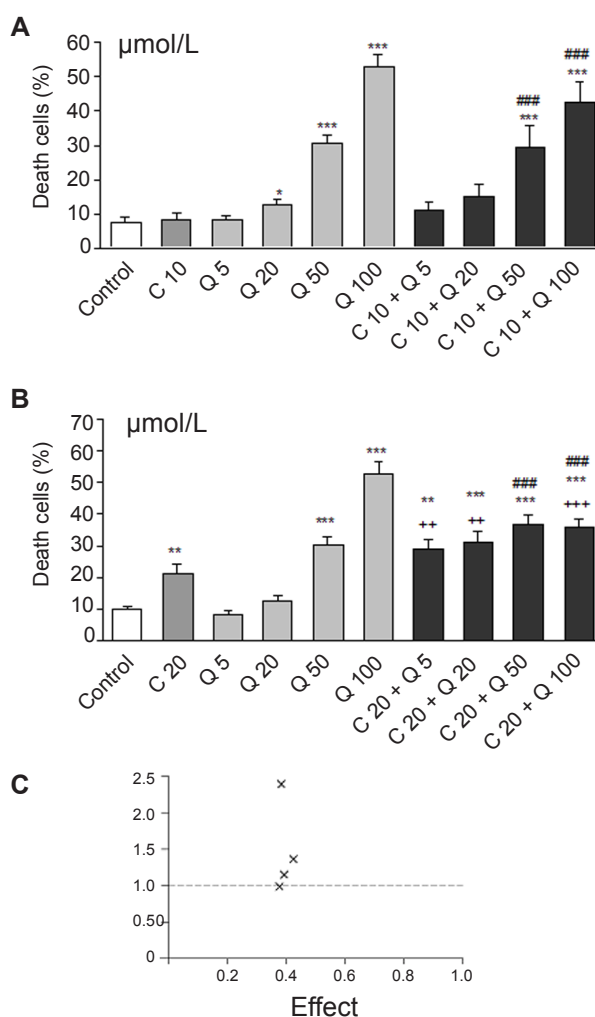 A
µmol/L
Death cells (%)
60
50
40
30
20
10
0
***
***
*
###
***
###
***
Control
C 10
Q 5
Q 20
Q 50
Q 100
C 10 + Q 5
C 10 + Q 20
C 10 + Q 50
C 10 + Q 100
B
µmol/L
Death cells (%)
70
60
50
40
30
20
10
0
**
***
***
**
++
***
++
###
***
###
***
+++
Control
C 20
Q 5
Q 20
Q 50
Q 100
C 20 + Q 5
C 20 + Q 20
C 20 + Q 50
C 20 + Q 100
C
2.5
2.0
1.5
1.0
0.50
0
0.2 0.4 0.6 0.8 1.0
Effect